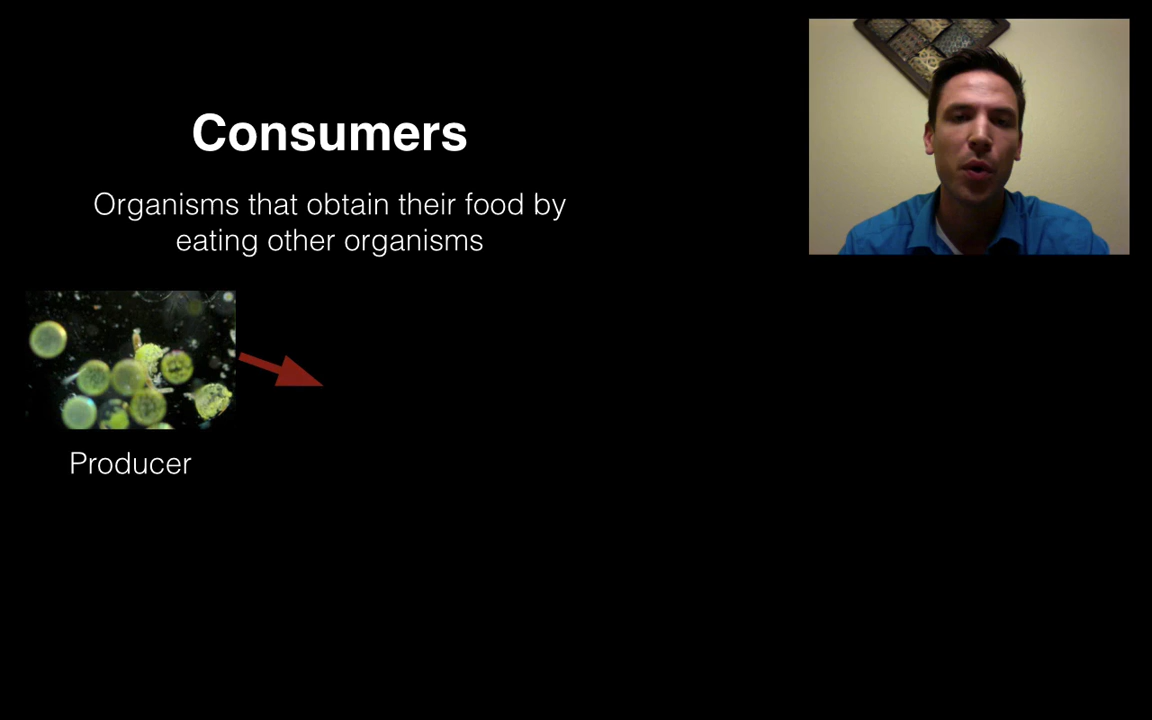 Consumers
Organisms that obtain their food by
eating other organisms
Producer